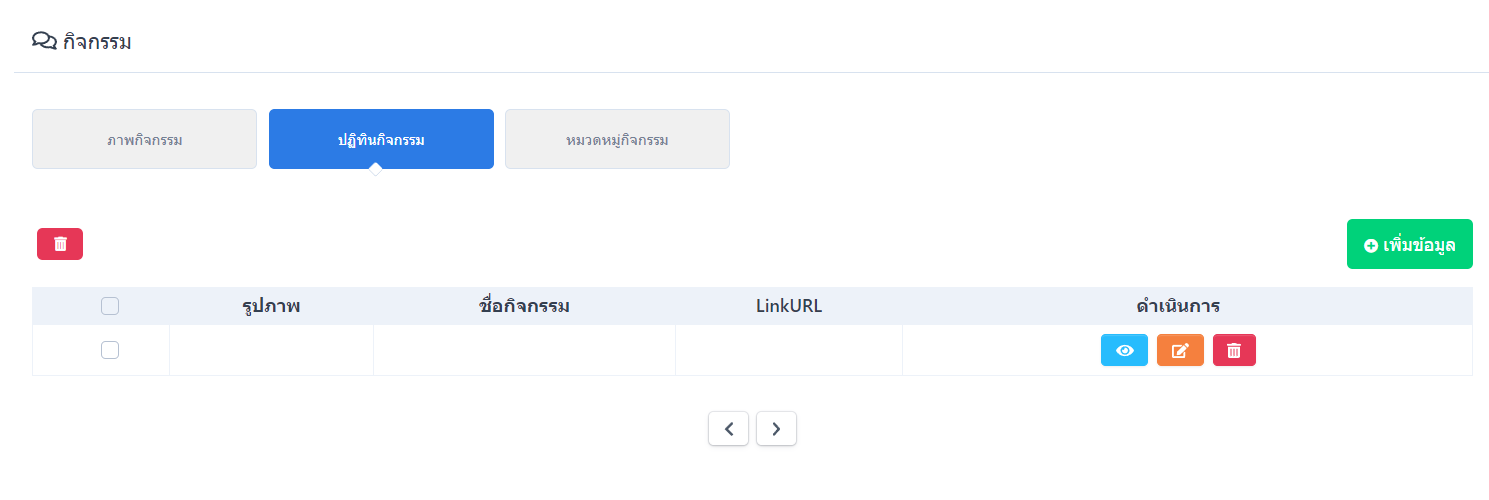 กิจกรรม
ภาพกิจกรรม
ปฏิทินกิจกรรม
หมวดหมู่กิจกรรม
เพิ่มข้อมูล
รูปภาพ ชื่อกิจกรรม LinkURL ดำเนินการ